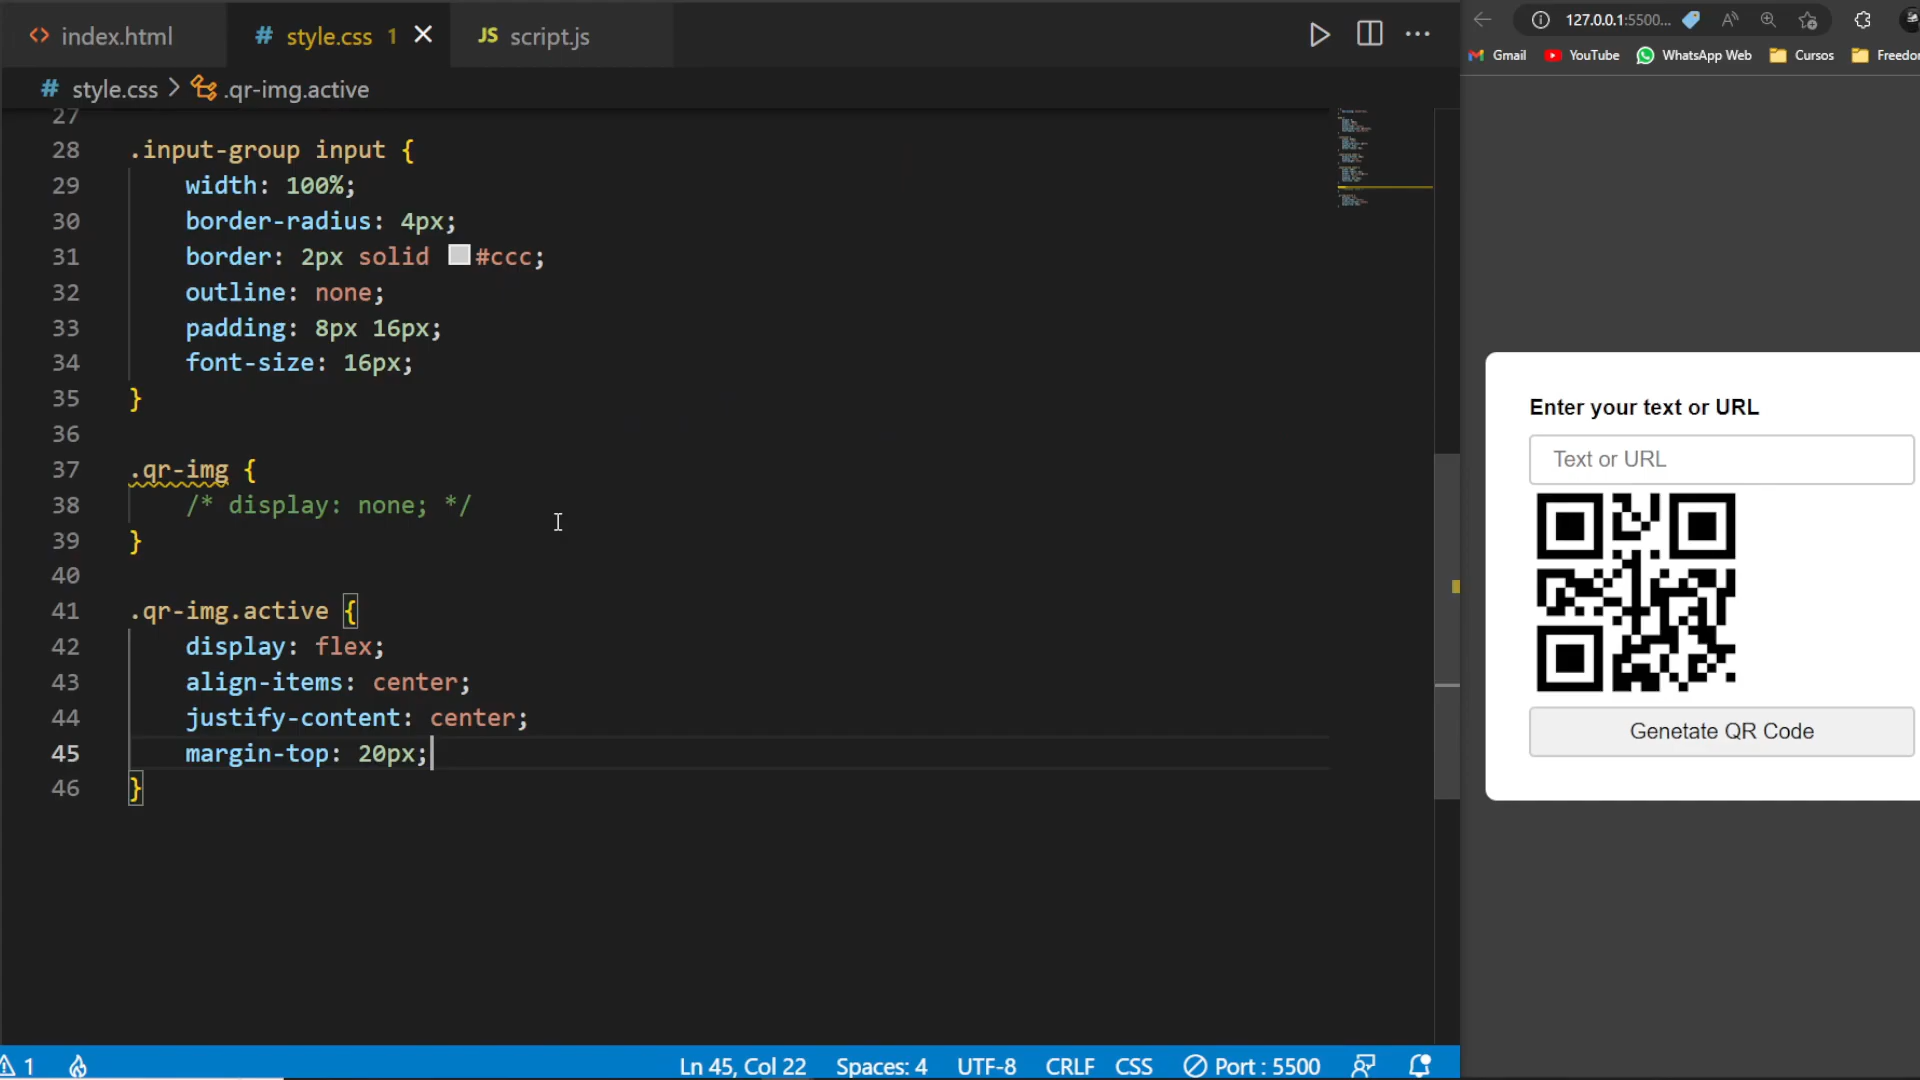 index.html
style.css 1
JS script.js
style.css > .qr-img.active
27
28 .input-group input {
29 width: 100%;
30 border-radius: 4px;
31 border: 2px solid #ccc;
32 outline: none;
33 padding: 8px 16px;
34 font-size: 16px;
35 }
36
37 .qr-img {
38 /* display: none; */
39 }
40
41 .qr-img.active {
42 display: flex;
43 align-items: center;
44 justify-content: center;
45 margin-top: 20px;
46 }
1
Ln 45, Col 22
Spaces: 4
UTF-8
CRLF
CSS
Port : 5500
127.0.0.1:5500...
Gmail
YouTube
WhatsApp Web
Cursos
Freedo
Enter your text or URL
Text or URL
Genetate QR Code